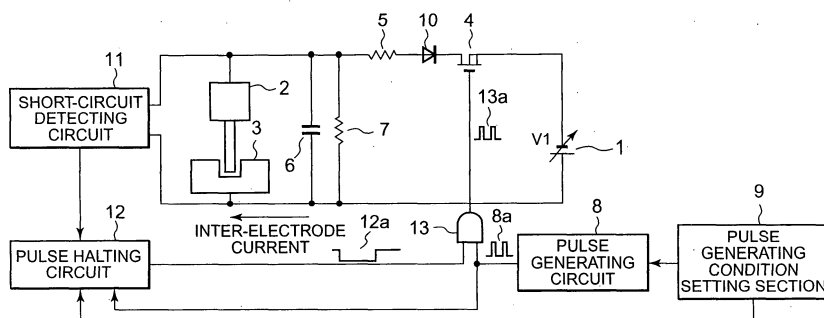 5
10
4
11
SHORT-CIRCUIT
DETECTING
CIRCUIT
2
3
6
7
13a
V1
1
INTER-ELECTRODE
CURRENT
12
PULSE HALTING
CIRCUIT
12a
13
8a
8
PULSE
GENERATING
CIRCUIT
9
PULSE
GENERATING
CONDITION
SETTING SECTION